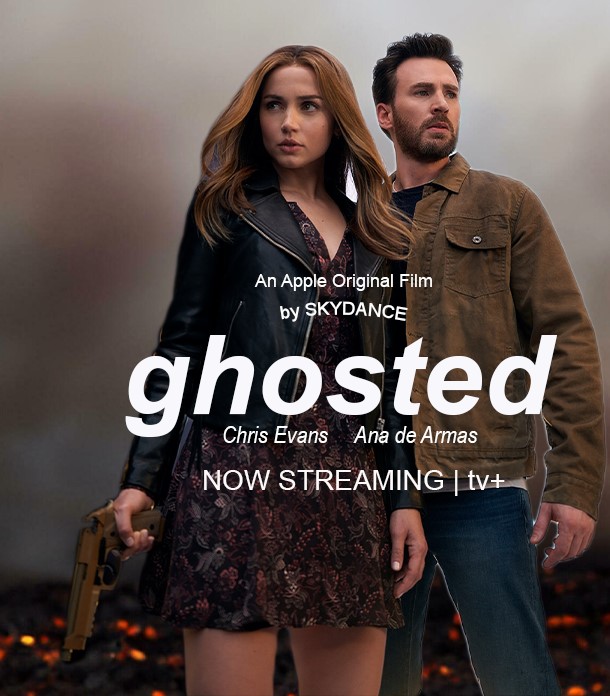 An Apple Original Film
by SKYDANCE
ghosted
Chris Evans Ana de Armas
NOW STREAMING | tv+